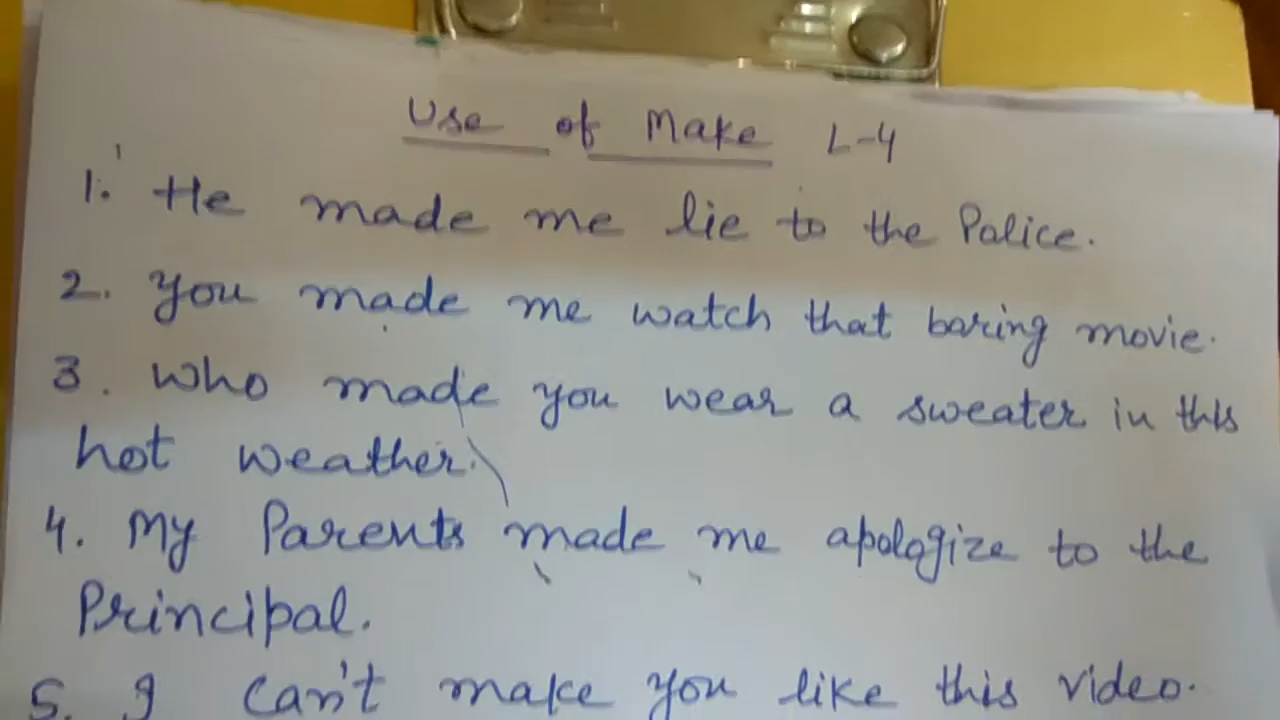 Use of Make L-4
1. He made me lie to the Police.
2. You made me watch that boring movie.
3. Who made you wear a sweater in this
hot weather.
4. My Parents made me apologize to the
Principal.
5. I can't make you like this video.